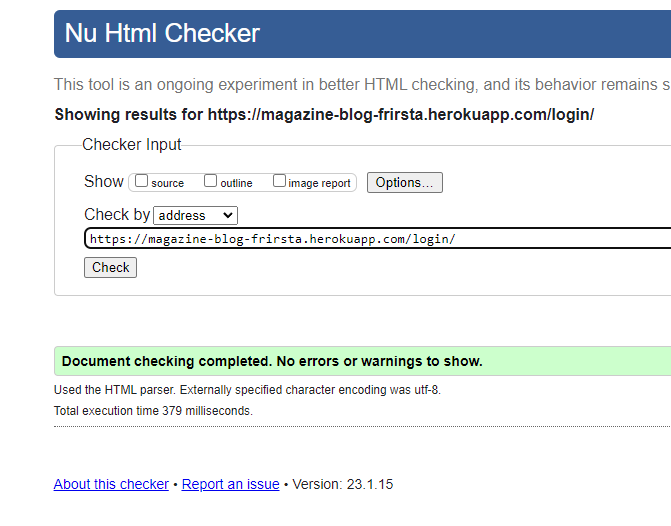 Nu Html Checker
This tool is an ongoing experiment in better HTML checking, and its behavior remains s
Showing results for https://magazine-blog-frirsta.herokuapp.com/login/
Checker Input
Show source outline image report Options...
Check by address
https://magazine-blog-frirsta.herokuapp.com/login/
Check
Document checking completed. No errors or warnings to show.
Used the HTML parser. Externally specified character encoding was utf-8.
Total execution time 379 milliseconds.
About this checker • Report an issue • Version: 23.1.15